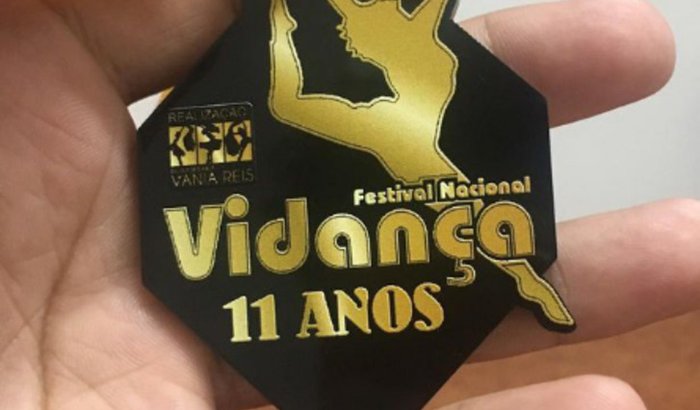 REALIZAÇÃO
VANIA REIS
Festival Nacional
Vidança
11 ANOS